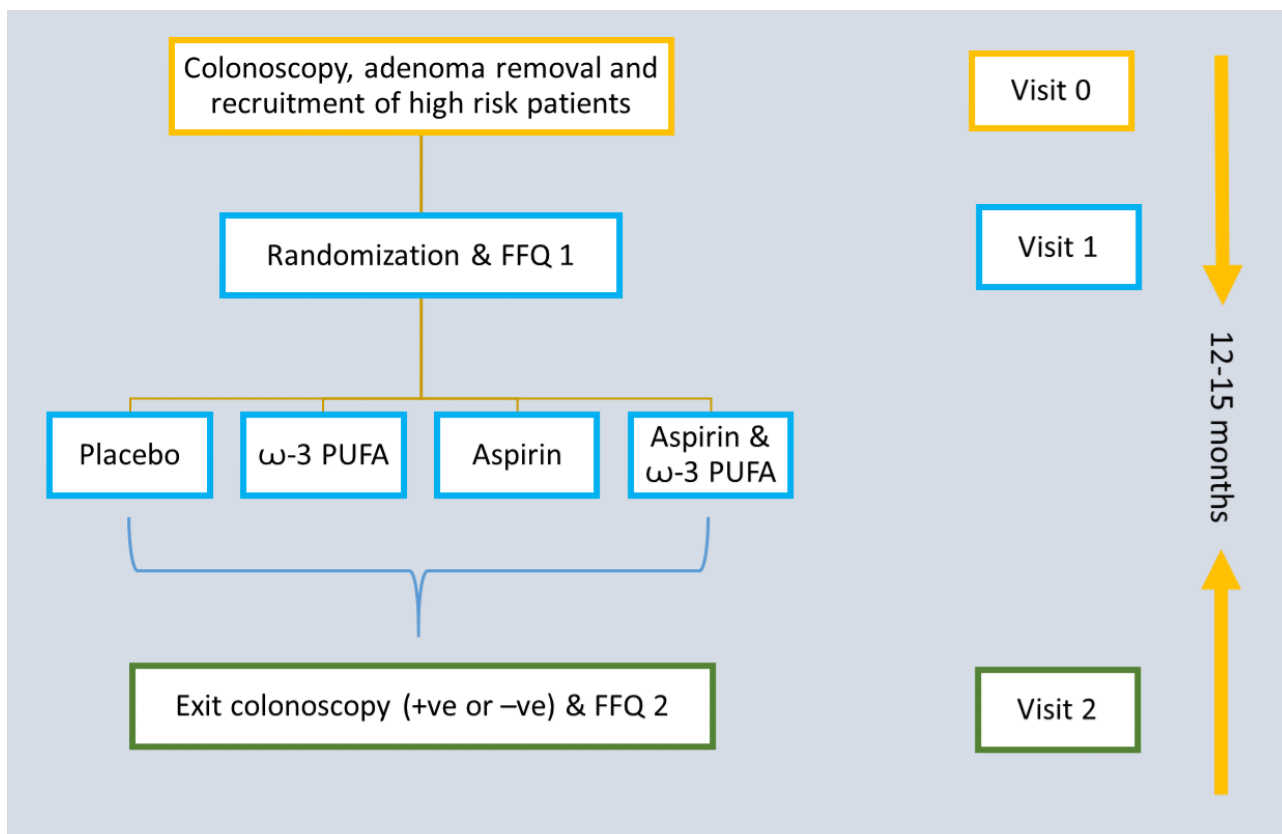 Colonoscopy, adenoma removal and
recruitment of high risk patients
Visit 0
Randomization & FFQ 1
Visit 1
12-15 months
Placebo
ω-3 PUFA
Aspirin
Aspirin &
ω-3 PUFA
Exit colonoscopy (+ve or –ve) & FFQ 2
Visit 2